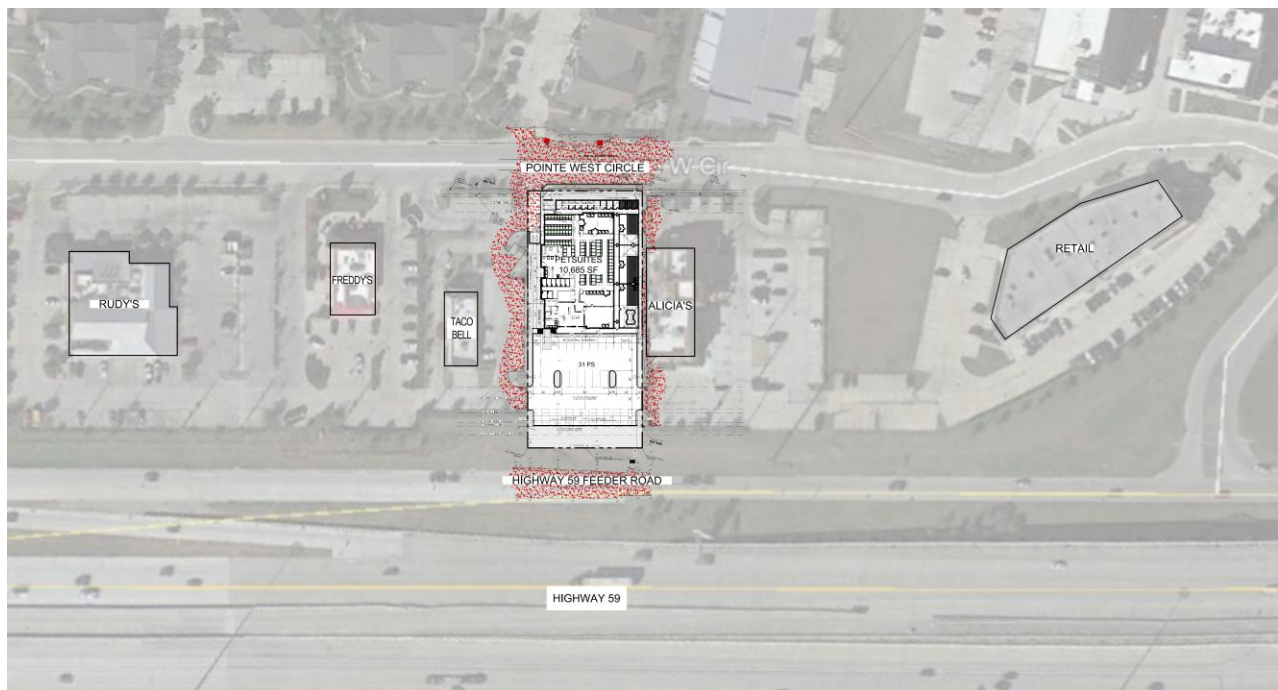 POINTE WEST CIRCLE
W Cir
PETSUITES
10,685 SF
RUDY'S
FREDDY'S
TACO
BELL
ALICIA'S
RETAIL
31 PS
HIGHWAY 59 FEEDER ROAD
HIGHWAY 59